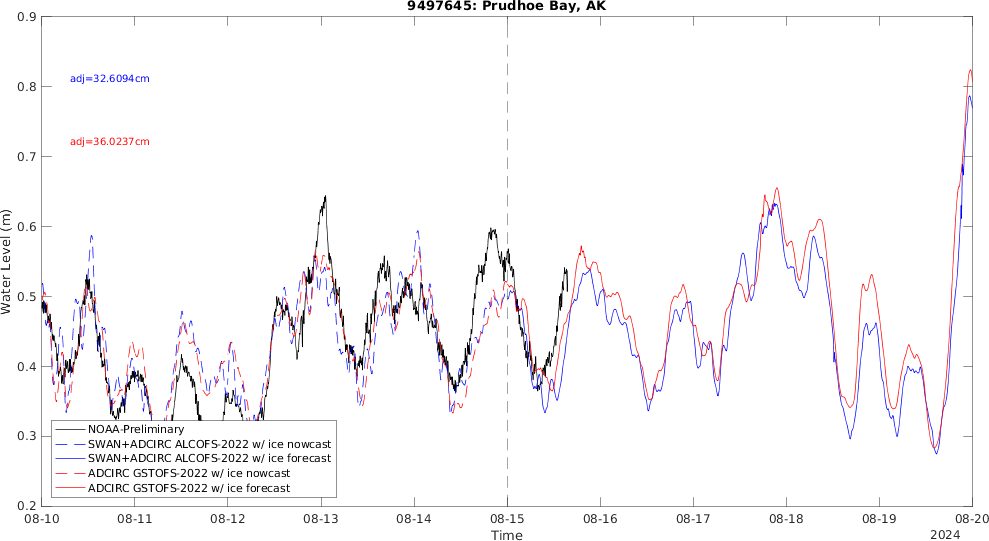 9497645: Prudhoe Bay, AK
0.9
0.8
0.7
0.6
0.5
0.4
0.3
0.2
Water Level (m)
adj=32.6094cm
adj=36.0237cm
NOAA-Preliminary
SWAN+ADCIRC ALCOFS-2022 w/ ice nowcast
SWAN+ADCIRC ALCOFS-2022 w/ ice forecast
ADCIRC GSTOFS-2022 w/ ice nowcast
ADCIRC GSTOFS-2022 w/ ice forecast
08-10 08-11 08-12 08-13 08-14 08-15 08-16 08-17 08-18 08-19 08-20
Time
2024